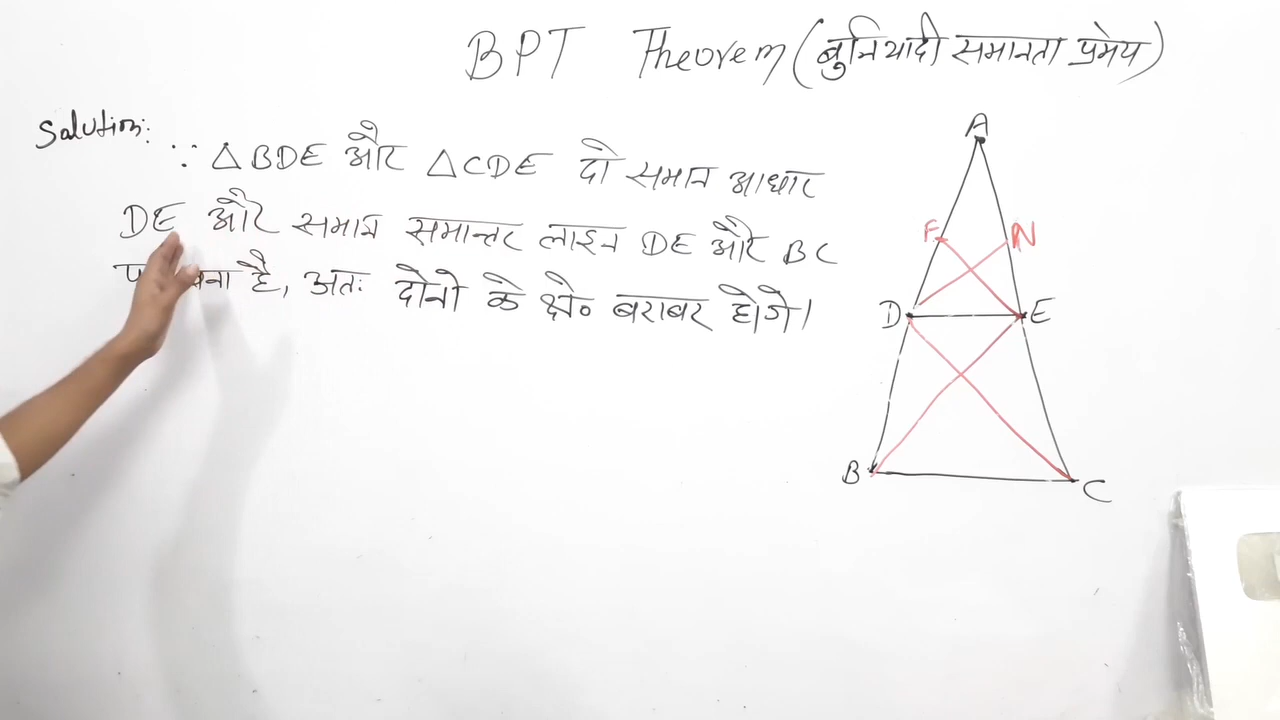 BPT Theorem (बुनियादी समानता प्रमेय)
Solution:
∵ △BDE और △CDE दो समान आधार
DE और समान समान्तर लाइन DE और BC
है, अतः दोनो के क्षे० बराबर होगे।
A
F N
D E
B C